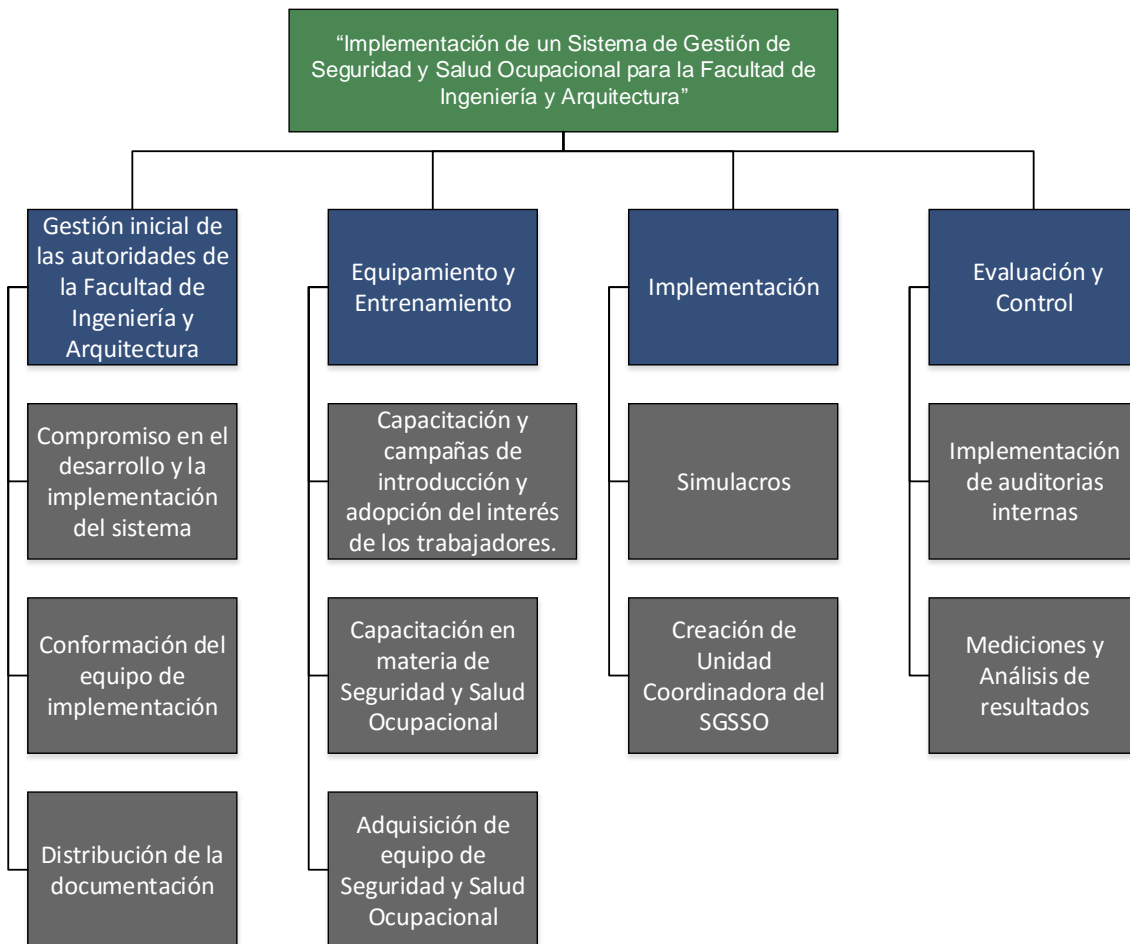 “Implementación de un Sistema de Gestión de
Seguridad y Salud Ocupacional para la Facultad de
Ingeniería y Arquitectura”
Gestión inicial de
las autoridades de
la Facultad de
Ingeniería y
Arquitectura
Compromiso en el
desarrollo y la
implementación
del sistema
Conformación del
equipo de
implementación
Distribución de la
documentación
Equipamiento y
Entrenamiento
Capacitación y
campañas de
introducción y
adopción del interés
de los trabajadores.
Capacitación en
materia de
Seguridad y Salud
Ocupacional
Adquisición de
equipo de
Seguridad y Salud
Ocupacional
Implementación
Simulacros
Creación de
Unidad
Coordinadora del
SGSSO
Evaluación y
Control
Implementación
de auditorias
internas
Mediciones y
Análisis de
resultados